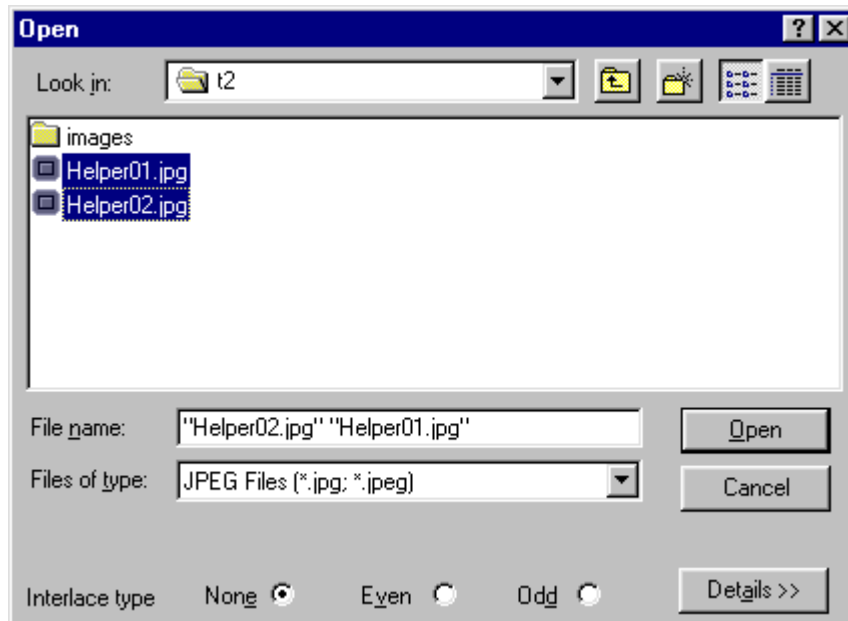 Open
Look in: t2
images
Helper01.jpg
Helper02.jpg
File name: "Helper02.jpg" "Helper01.jpg" Open
Files of type: JPEG Files (*.jpg; *.jpeg) Cancel
Interlace type None Even Odd Details >>